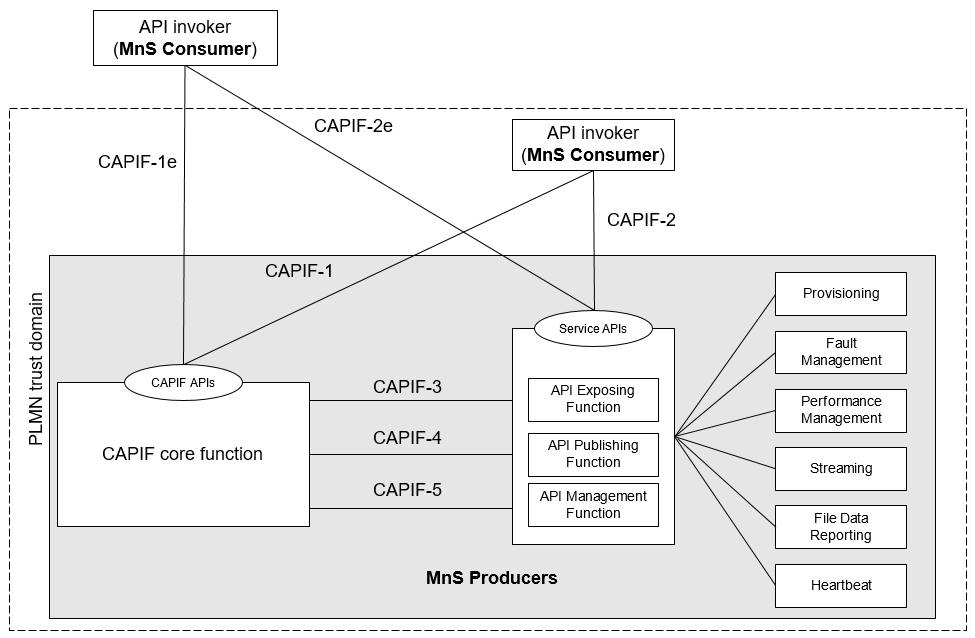 API invoker
(MnS Consumer)
CAPIF-2e
API invoker
(MnS Consumer)
CAPIF-1e
CAPIF-2
CAPIF-1
PLMN trust domain
Provisioning
Service APIs
Fault
Management
CAPIF APIs
CAPIF-3
API Exposing
Function
Performance
Management
CAPIF core function
CAPIF-4
API Publishing
Function
Streaming
CAPIF-5
API Management
Function
File Data
Reporting
MnS Producers
Heartbeat